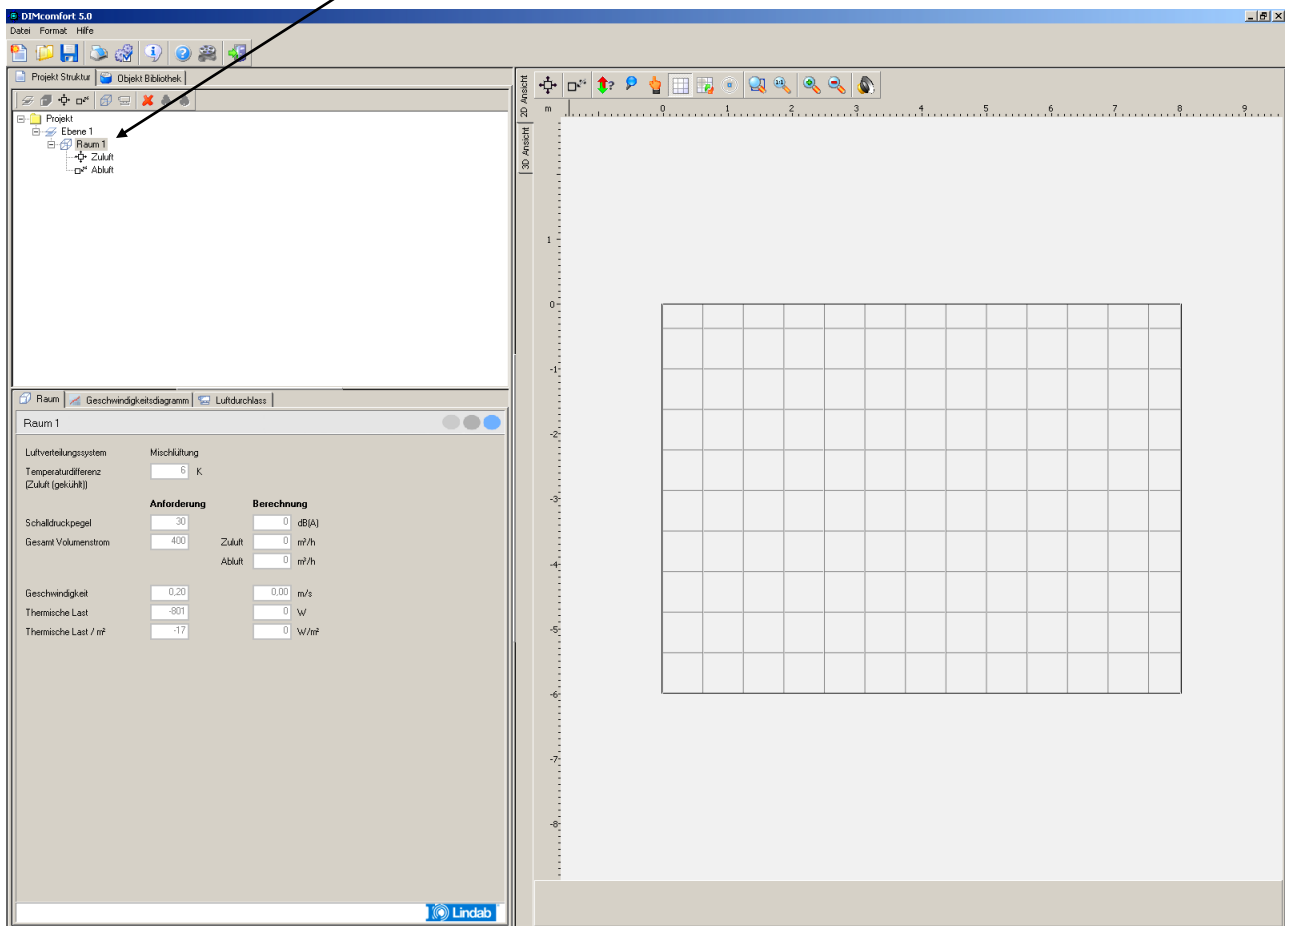 DIMcomfort 5.0
Datei Format Hilfe
Projekt Struktur Objekt Bibliothek
Projekt
Ebene 1
Raum 1
Zuluft
Abluft
Raum Geschwindigkeitsdiagramm Luftdurchlass
Raum 1
Luftverteilungssystem Mischlüftung
Temperaturdifferenz 6 K
(Zuluft (gekühlt))
Anforderung Berechnung
Schalldruckpegel 30 0 dB(A)
Gesamt Volumenstrom 400 Zuluft 0 m³/h
Abluft 0 m³/h
Geschwindigkeit 0,20 0,00 m/s
Thermische Last -801 0 W
Thermische Last / m² -17 0 W/m²
Lindab
2D Ansicht
3D Ansicht
1:1
m 0 1 2 3 4 5 6 7 8 9
1
0
-1
-2
-3
-4
-5
-6
-7
-8